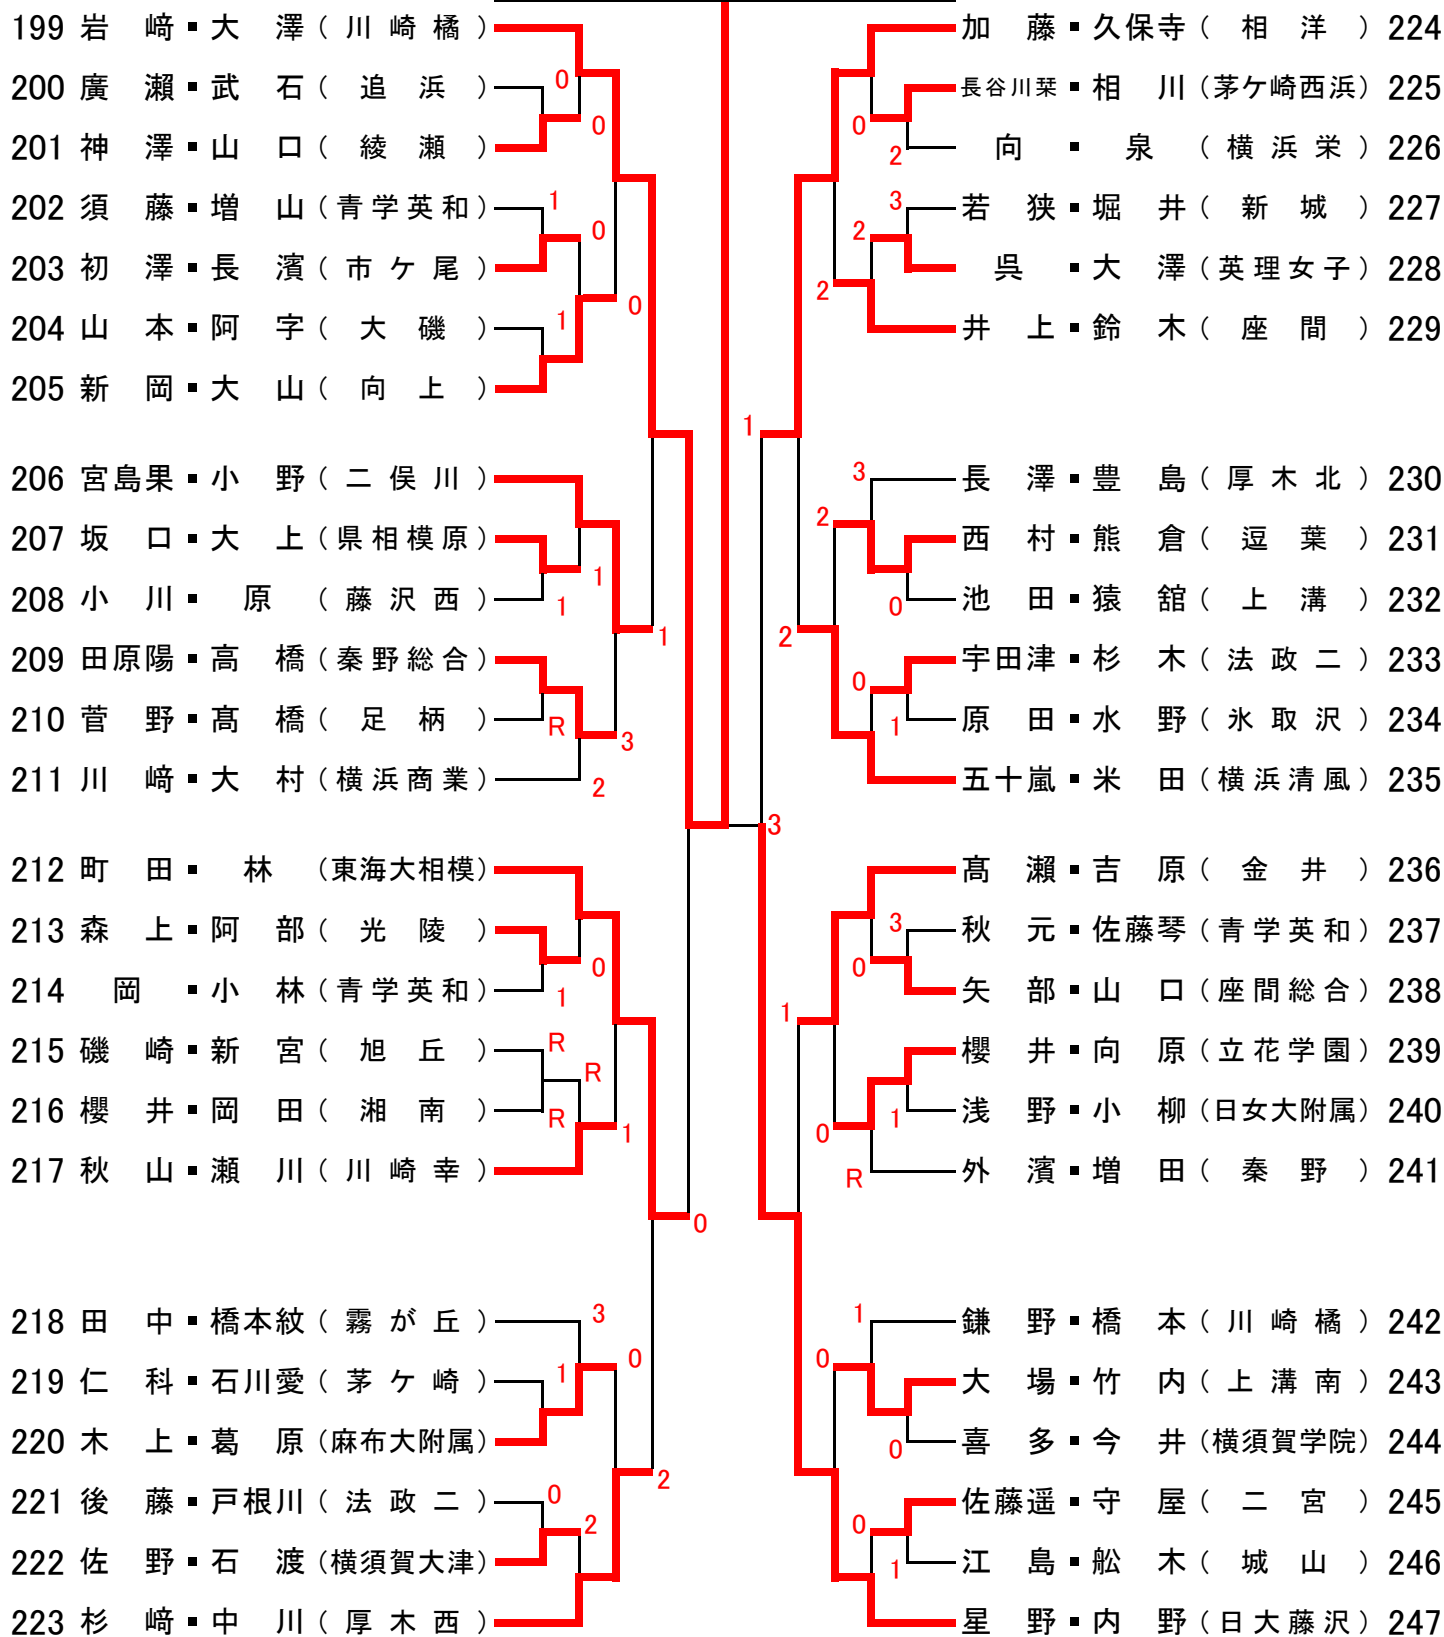 199 岩 﨑・大 澤 ( 川 崎 橘 )
200 廣 瀬・武 石 ( 追 浜 )
201 神 澤・山 口 ( 綾 瀬 )
202 須 藤・増 山 (青学英和)
203 初 澤・長 濱 ( 市 ケ 尾 )
204 山 本・阿 字 ( 大 磯 )
205 新 岡・大 山 ( 向 上 )
206 宮島果・小 野 ( 二 俣 川 )
207 坂 口・大 上 (県相模原)
208 小 川・ 原 ( 藤 沢 西 )
209 田原陽・高 橋 (秦野総合)
210 菅 野・髙 橋 ( 足 柄 )
211 川 﨑・大 村 (横浜商業)
212 町 田・ 林 (東海大相模)
213 森 上・阿 部 ( 光 陵 )
214 岡 ・小 林 (青学英和)
215 磯 崎・新 宮 ( 旭 丘 )
216 櫻 井・岡 田 ( 湘 南 )
217 秋 山・瀬 川 ( 川 崎 幸 )
218 田 中・橋本紋 ( 霧 が 丘 )
219 仁 科・石川愛 ( 茅 ケ 崎 )
220 木 上・葛 原 (麻布大附属)
221 後 藤・戸根川 ( 法 政 二 )
222 佐 野・石 渡 (横須賀大津)
223 杉 﨑・中 川 ( 厚 木 西 )
0
0
1
0
1
0
1
1
1
R
3
2
0
1
R
R
R
1
3
1
0
0
2
2
1
0
3
加 藤・久保寺 ( 相 洋 ) 224
長谷川栞・相 川 (茅ケ崎西浜) 225
向 ・ 泉 ( 横 浜 栄 ) 226
若 狭・堀 井 ( 新 城 ) 227
呉 ・大 澤 (英理女子) 228
井 上・鈴 木 ( 座 間 ) 229
長 澤・豊 島 ( 厚 木 北 ) 230
西 村・熊 倉 ( 逗 葉 ) 231
池 田・猿 舘 ( 上 溝 ) 232
宇田津・杉 木 ( 法 政 二 ) 233
原 田・水 野 ( 氷 取 沢 ) 234
五十嵐・米 田 (横浜清風) 235
髙 瀬・吉 原 ( 金 井 ) 236
秋 元・佐藤琴 (青学英和) 237
矢 部・山 口 (座間総合) 238
櫻 井・向 原 (立花学園) 239
浅 野・小 柳 (日女大附属) 240
外 濱・増 田 ( 秦 野 ) 241
鎌 野・橋 本 ( 川 崎 橘 ) 242
大 場・竹 内 ( 上 溝 南 ) 243
喜 多・今 井 (横須賀学院) 244
佐藤遥・守 屋 ( 二 宮 ) 245
江 島・舩 木 ( 城 山 ) 246
星 野・内 野 (日大藤沢) 247
0
2
3
2
2
1
3
2
0
2
0
1
3
0
1
1
0
R
1
0
0
0
1